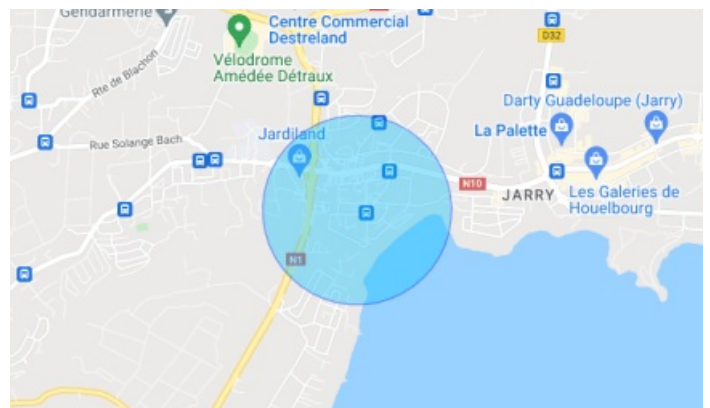 Gendarmerie
Centre Commercial
Destreland
D32
Vélodrome
Amédée Détraux
Rte de Blachon
Darty Guadeloupe (Jarry)
La Palette
Rue Solange Bach
Jardiland
N10
JARRY
Les Galeries de
Houelbourg
N1